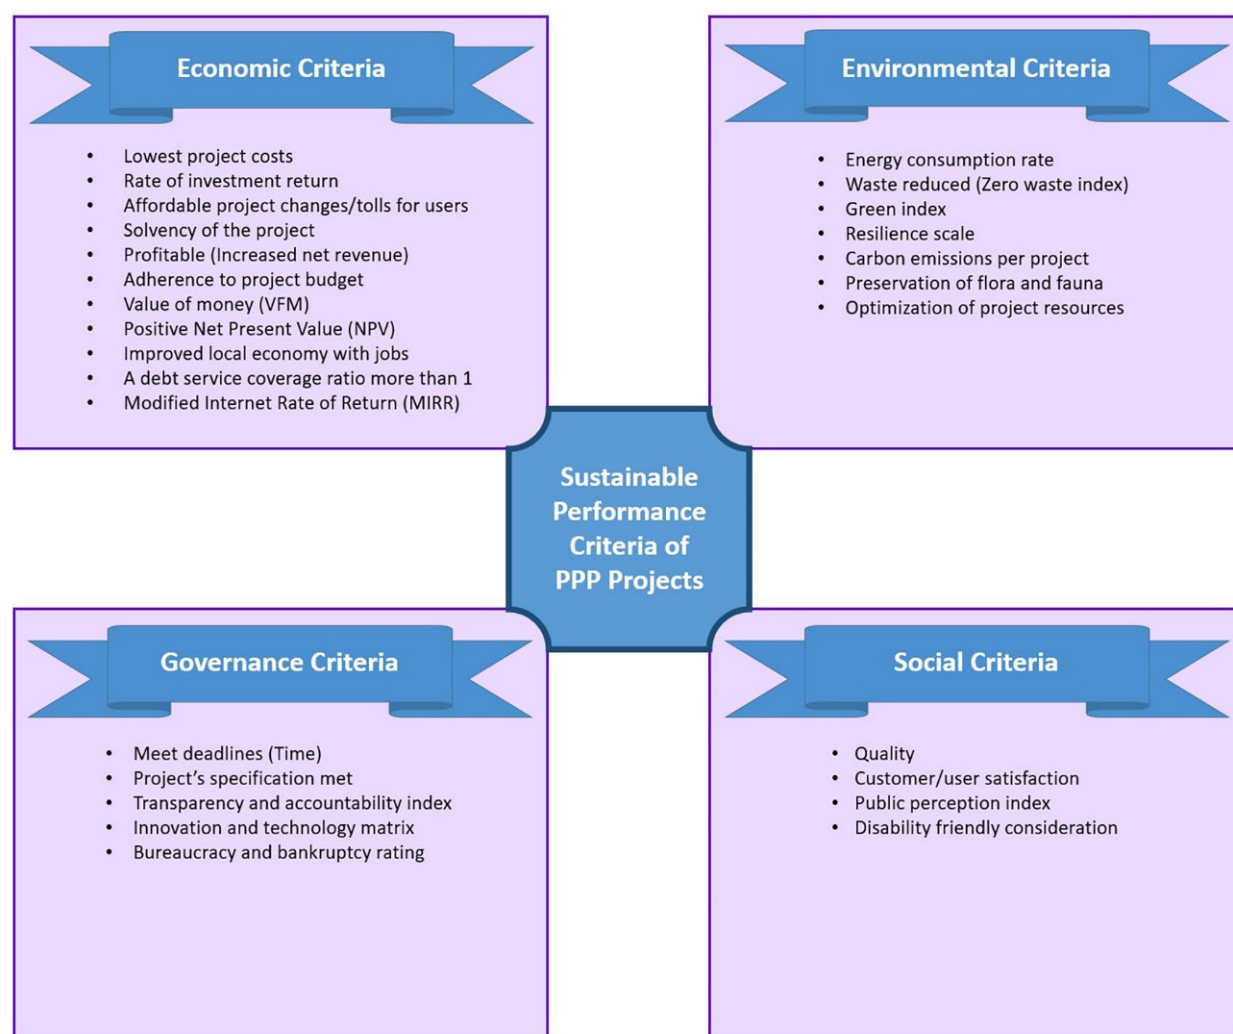 Economic Criteria
• Lowest project costs
• Rate of investment return
• Affordable project changes/tolls for users
• Solvency of the project
• Profitable (Increased net revenue)
• Adherence to project budget
• Value of money (VFM)
• Positive Net Present Value (NPV)
• Improved local economy with jobs
• A debt service coverage ratio more than 1
• Modified Internet Rate of Return (MIRR)
Environmental Criteria
• Energy consumption rate
• Waste reduced (Zero waste index)
• Green index
• Resilience scale
• Carbon emissions per project
• Preservation of flora and fauna
• Optimization of project resources
Sustainable
Performance
Criteria of
PPP Projects
Governance Criteria
• Meet deadlines (Time)
• Project’s specification met
• Transparency and accountability index
• Innovation and technology matrix
• Bureaucracy and bankruptcy rating
Social Criteria
• Quality
• Customer/user satisfaction
• Public perception index
• Disability friendly consideration